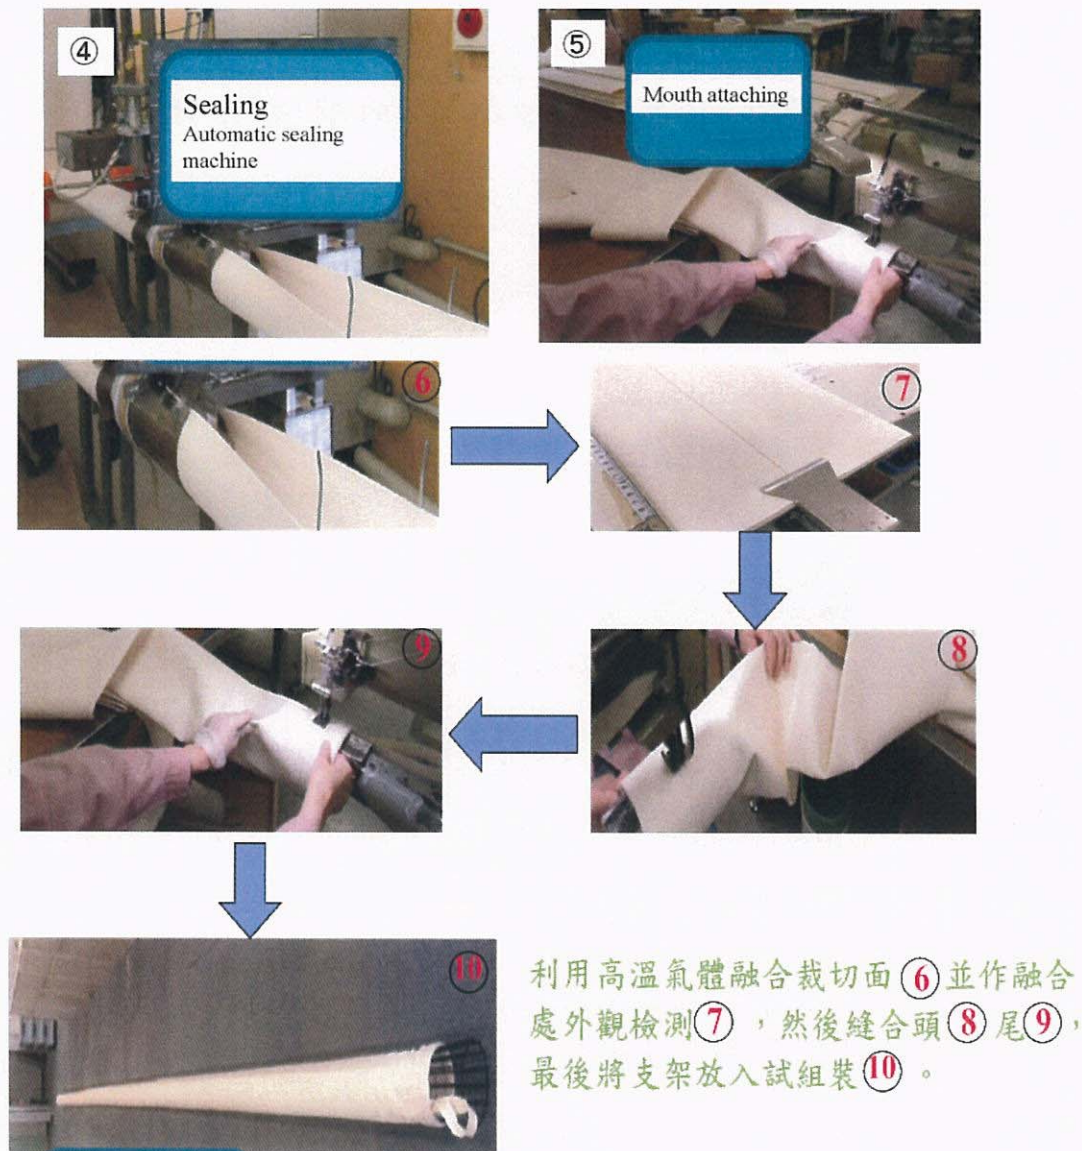 ④
Sealing
Automatic sealing
machine
⑤
Mouth attaching
⑥
⑦
⑨
⑧
⑩
利用高溫氣體融合裁切面⑥並作融合
處外觀檢測⑦，然後縫合頭⑧尾⑨，
最後將支架放入試組裝⑩。